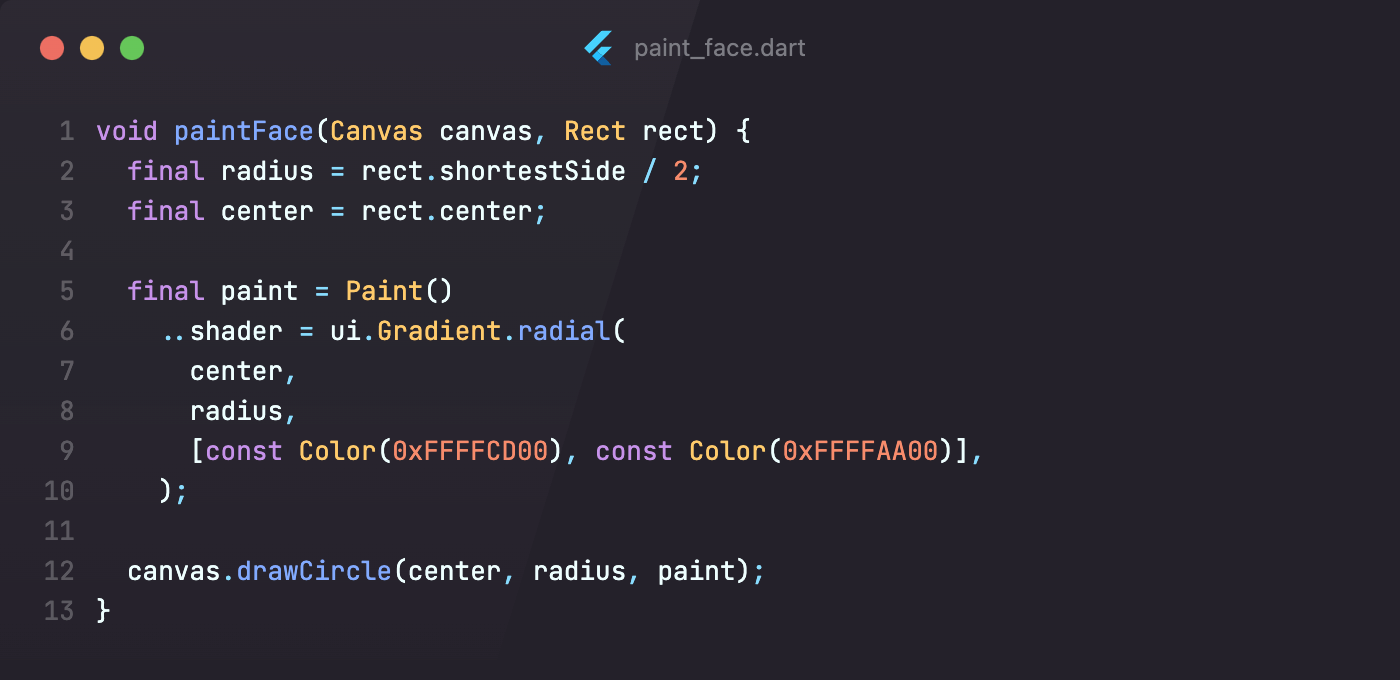 paint_face.dart
1 void paintFace(Canvas canvas, Rect rect) {
2   final radius = rect.shortestSide / 2;
3   final center = rect.center;
4
5   final paint = Paint()
6     ..shader = ui.Gradient.radial(
7       center,
8       radius,
9       [const Color(0xFFFFCD00), const Color(0xFFFFAA00)],
10     );
11
12   canvas.drawCircle(center, radius, paint);
13 }